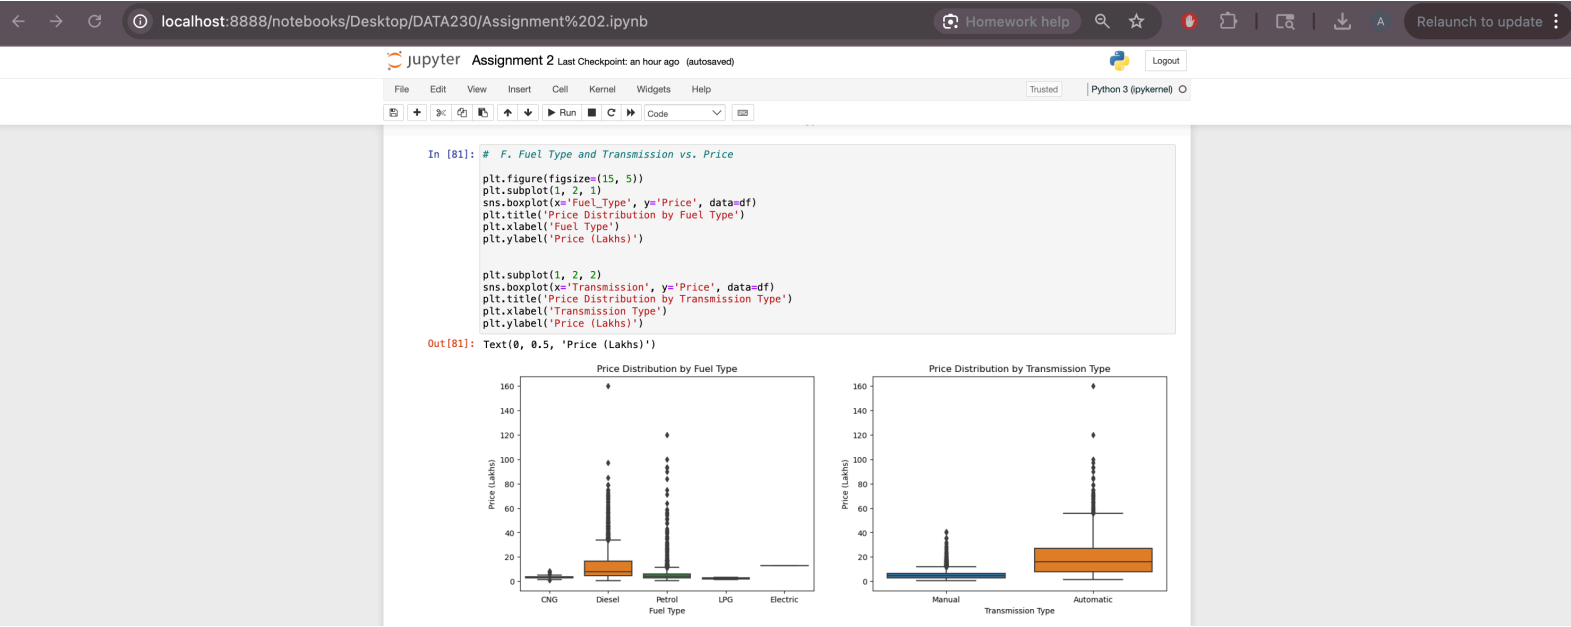 localhost:8888/notebooks/Desktop/DATA230/Assignment%202.ipynb
Homework help
A
Relaunch to update
jupyter Assignment 2 Last Checkpoint: an hour ago (autosaved)
Logout
File Edit View Insert Cell Kernel Widgets Help
Trusted
Python 3 (ipykernel)
Run
Code
In [81]: # F. Fuel Type and Transmission vs. Price
plt.figure(figsize=(15, 5))
plt.subplot(1, 2, 1)
sns.boxplot(x='Fuel_Type', y='Price', data=df)
plt.title('Price Distribution by Fuel Type')
plt.xlabel('Fuel Type')
plt.ylabel('Price (Lakhs)')
plt.subplot(1, 2, 2)
sns.boxplot(x='Transmission', y='Price', data=df)
plt.title('Price Distribution by Transmission Type')
plt.xlabel('Transmission Type')
plt.ylabel('Price (Lakhs)')
Out[81]: Text(0, 0.5, 'Price (Lakhs)')
Price Distribution by Fuel Type
160
140
120
100
80
60
40
20
0
Price (Lakhs)
CNG Diesel Petrol LPG Electric
Fuel Type
Price Distribution by Transmission Type
160
140
120
100
80
60
40
20
0
Price (Lakhs)
Manual Automatic
Transmission Type